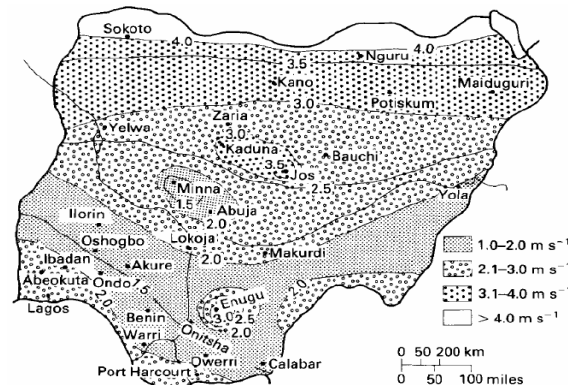 Sokoto
4.0
4.0
3.5
Nguru
Kano
Maiduguri
Potiskum
3.0
Zaria
Yelwa
3.0
Kaduna
Bauchi
3.5
Jos
2.5
Minna
1.5
Yola
Abuja
2.0
Ilorin
Lokoja
Oshogbo
2.0
Makurdi
1.0–2.0 m s⁻¹
Ibadan
Akure
2.1–3.0 m s⁻¹
Abeokuta
Ondo
1.5
2.0
Enugu
3.1–4.0 m s⁻¹
Lagos
2.0
3.0
2.5
> 4.0 m s⁻¹
Benin
Onitsha
2.0
Warri
Owerri
Calabar
0 50 200 km
Port Harcourt
0 50 100 miles